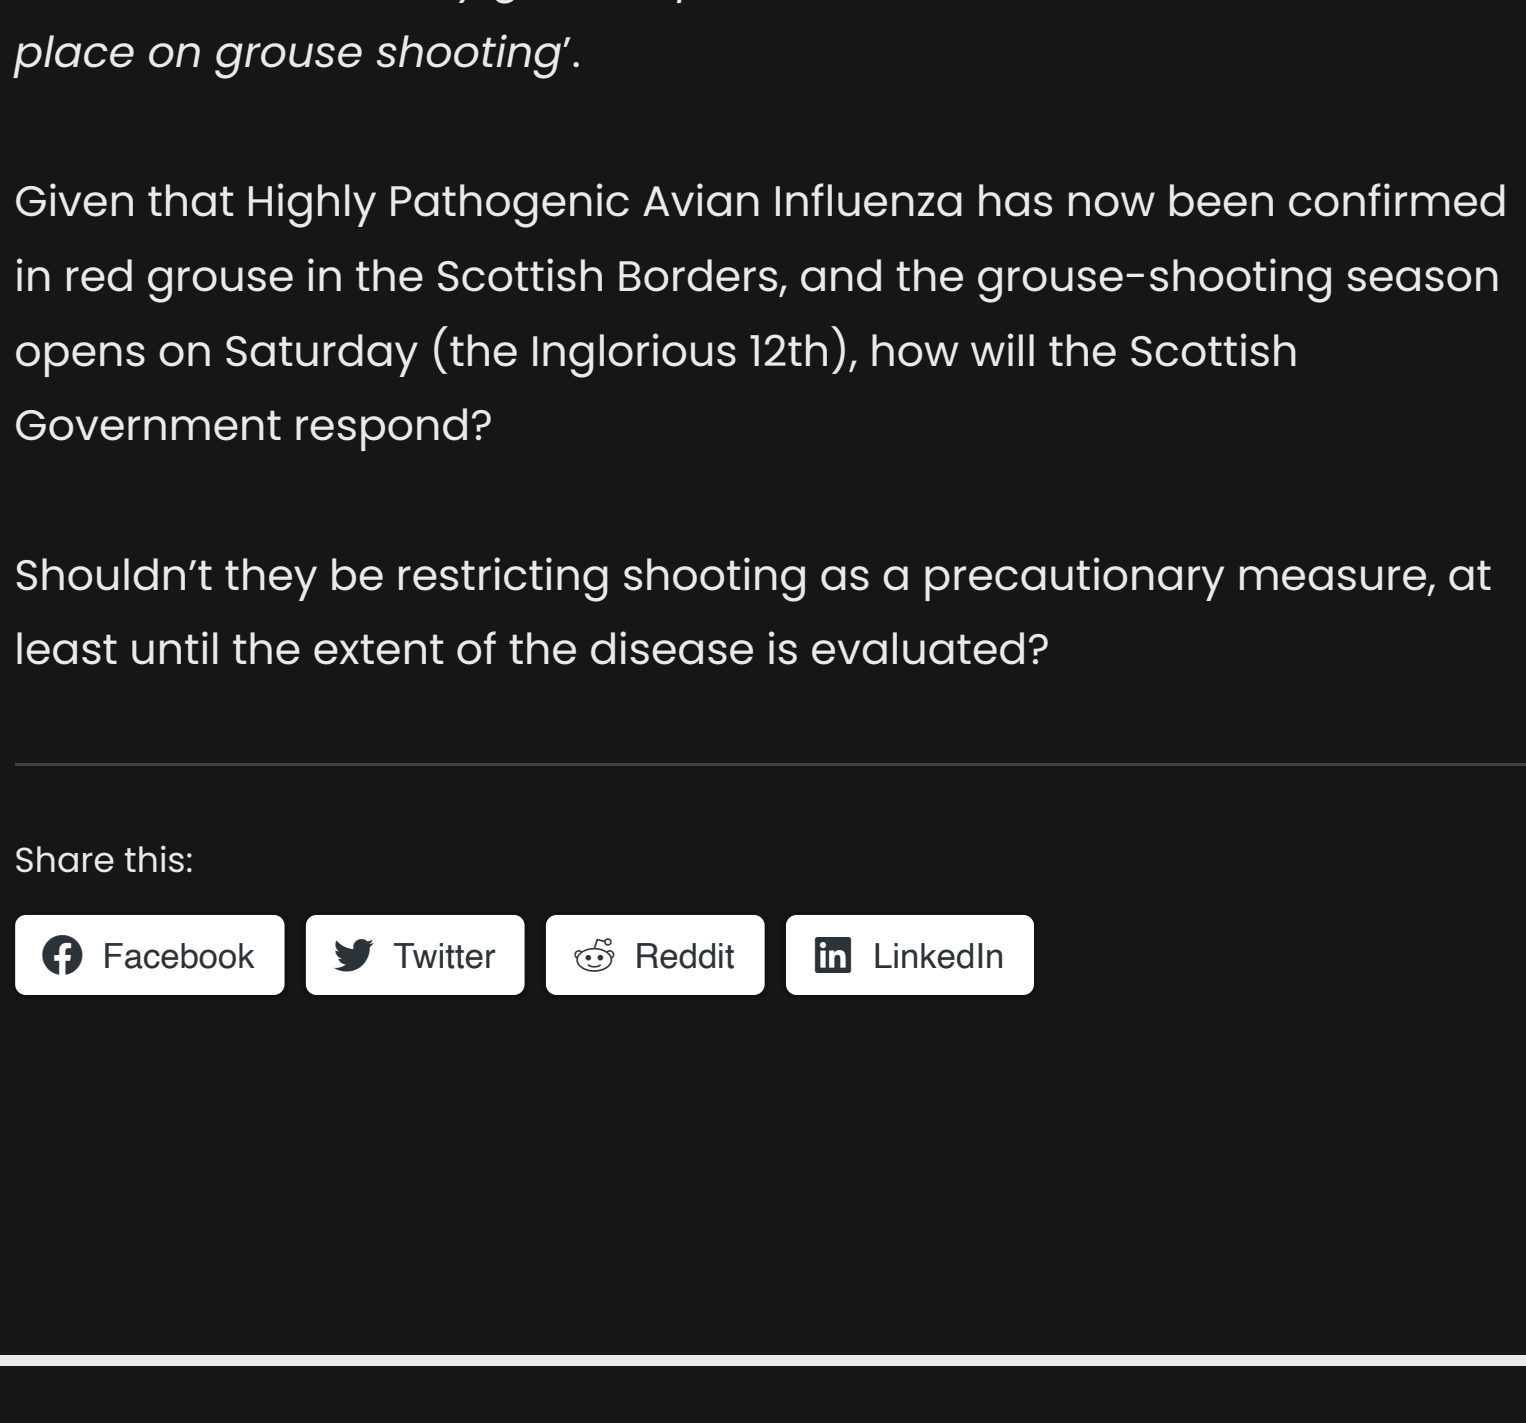 place on grouse shooting’.
Given that Highly Pathogenic Avian Influenza has now been confirmed
in red grouse in the Scottish Borders, and the grouse-shooting season
opens on Saturday (the Inglorious 12th), how will the Scottish
Government respond?
Shouldn’t they be restricting shooting as a precautionary measure, at
least until the extent of the disease is evaluated?
Share this:
Facebook Twitter Reddit LinkedIn